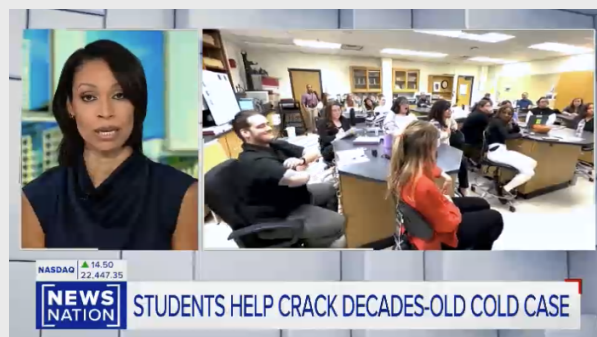 NASDAQ ▲ 14.50
22,447.35
NEWS
NATION
STUDENTS HELP CRACK DECADES-OLD COLD CASE